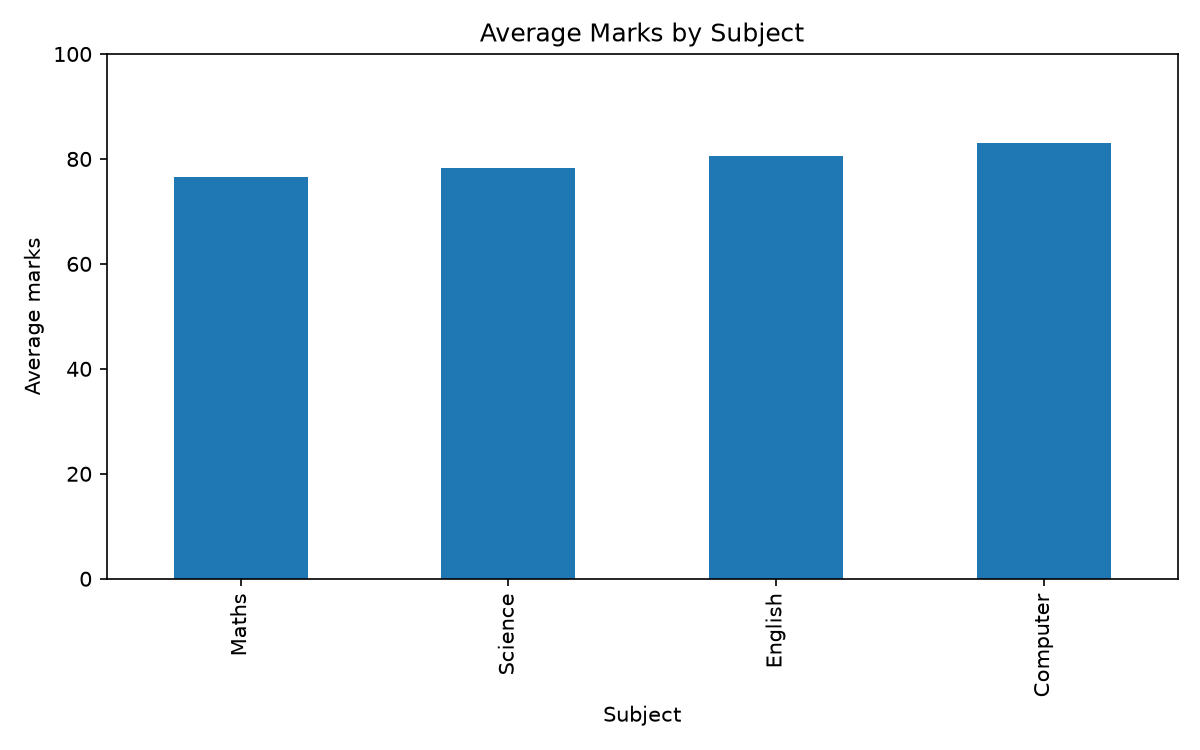 Average Marks by Subject
100
80
60
40
20
0
Average marks
Maths
Science
English
Computer
Subject